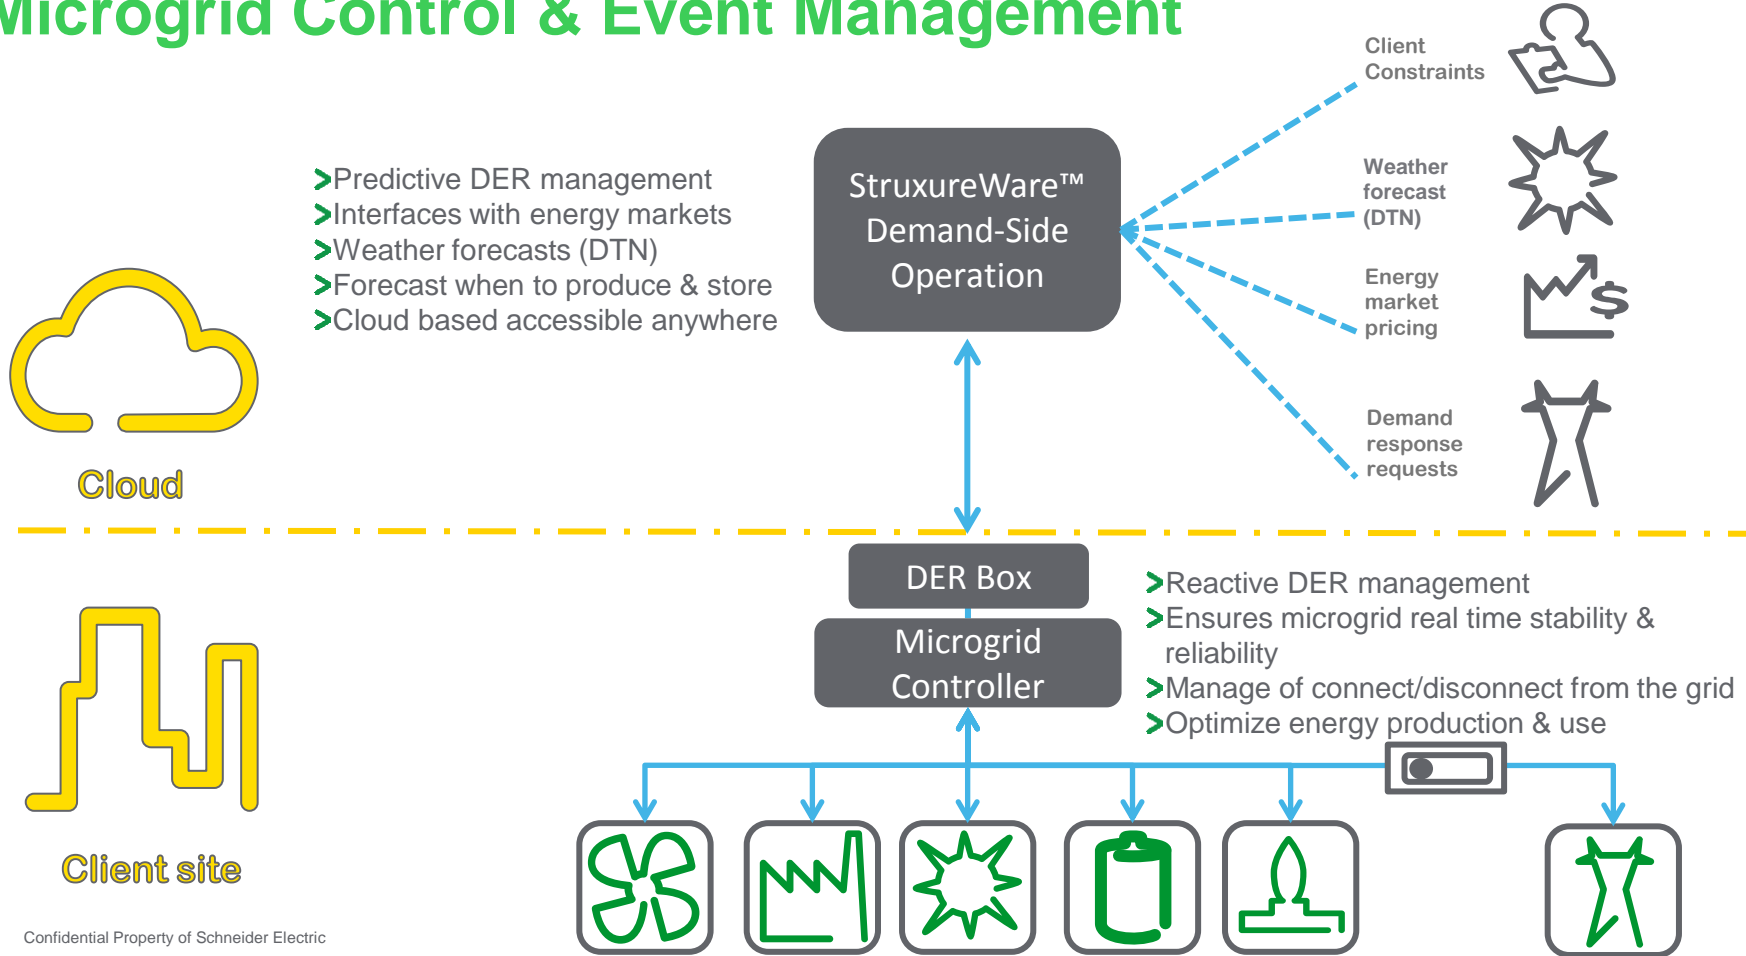 Microgrid Control & Event Management
Client
Constraints
Weather
forecast
(DTN)
Energy
market
pricing
Demand
response
requests
StruxureWare™
Demand-Side
Operation
>Predictive DER management
>Interfaces with energy markets
>Weather forecasts (DTN)
>Forecast when to produce & store
>Cloud based accessible anywhere
Cloud
DER Box
Microgrid
Controller
>Reactive DER management
>Ensures microgrid real time stability &
reliability
>Manage of connect/disconnect from the grid
>Optimize energy production & use
Client site
Confidential Property of Schneider Electric